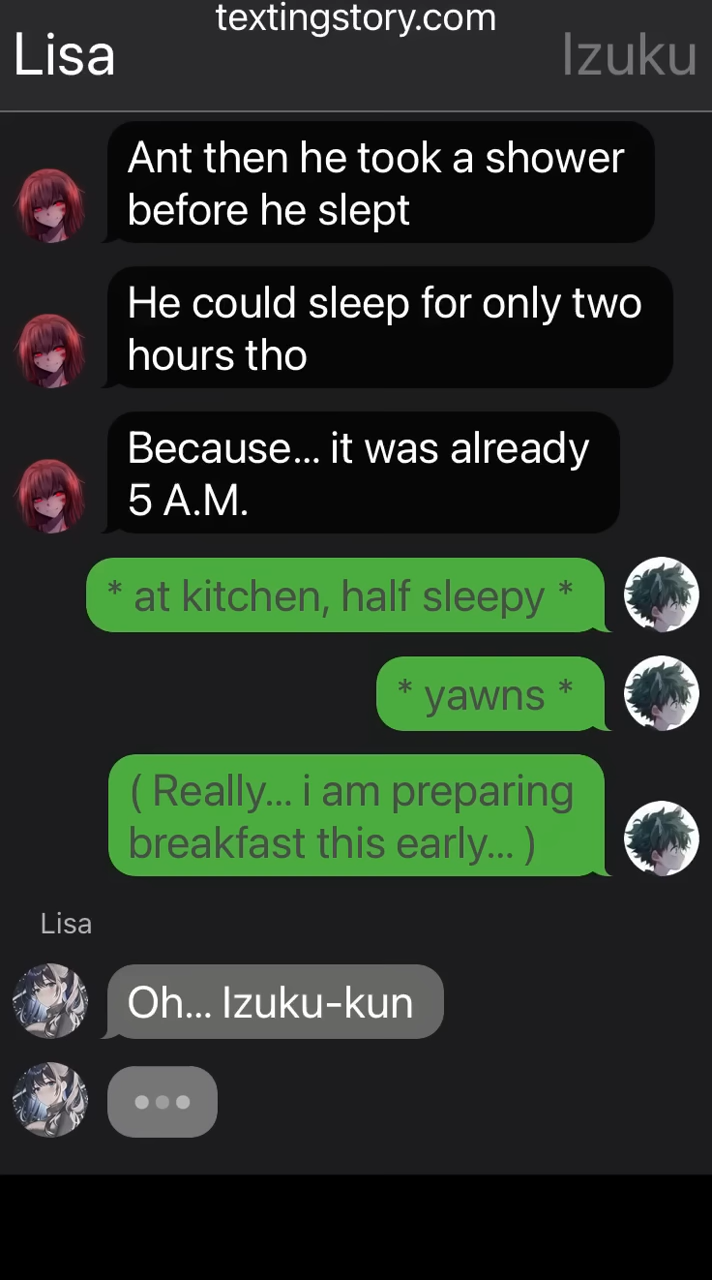 textingstory.com
Lisa
Izuku
Ant then he took a shower
before he slept
He could sleep for only two
hours tho
Because... it was already
5 A.M.
* at kitchen, half sleepy *
* yawns *
( Really... i am preparing
breakfast this early... )
Lisa
Oh... Izuku-kun